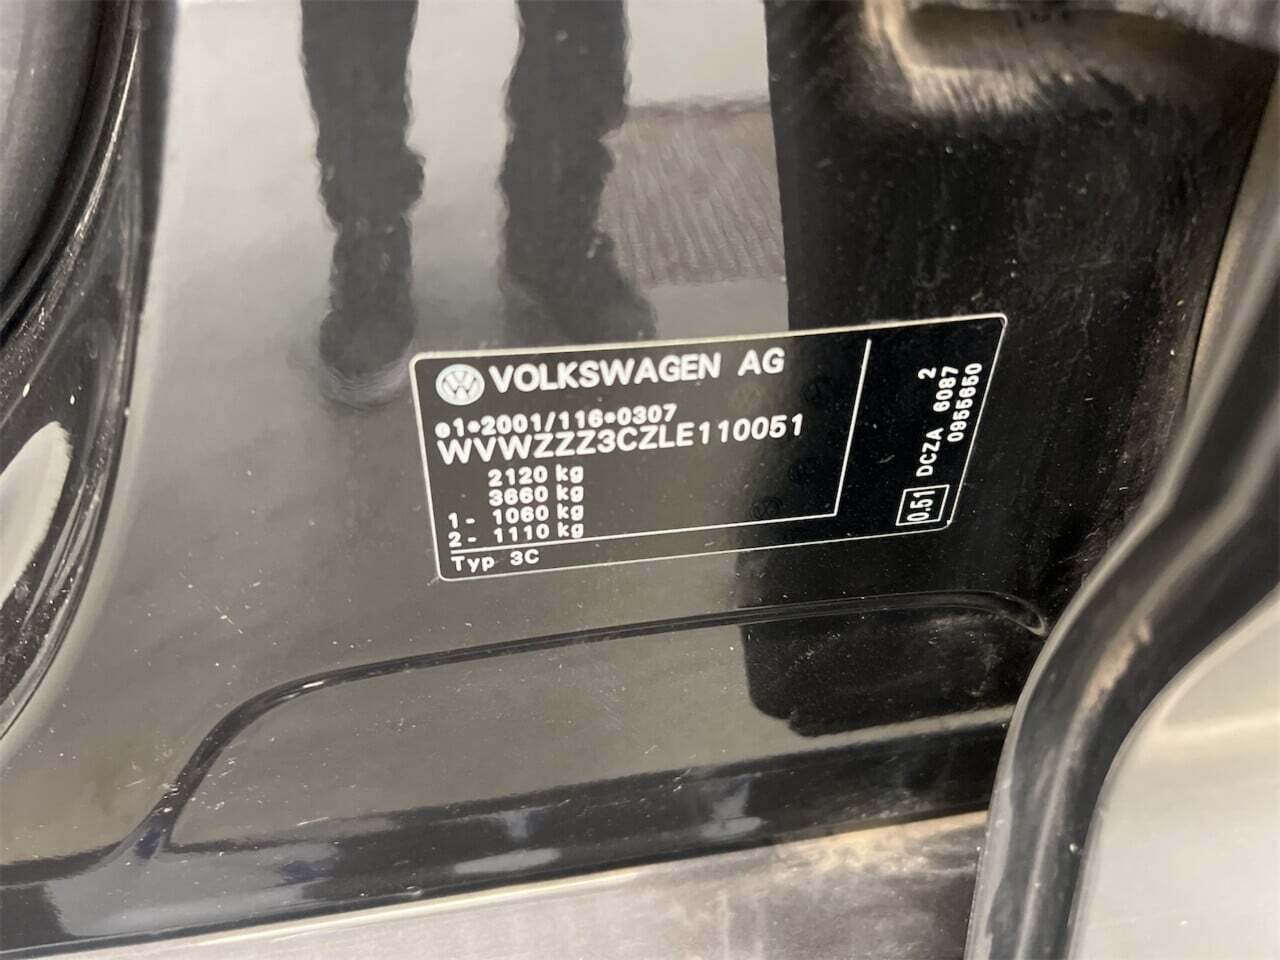 VOLKSWAGEN AG
e1*2001/116*0307
WVWZZZ3CZLE110051
2120 kg
3660 kg
1- 1060 kg
2- 1110 kg
Typ 3C
2
DCZA 6087
0955650
0.51